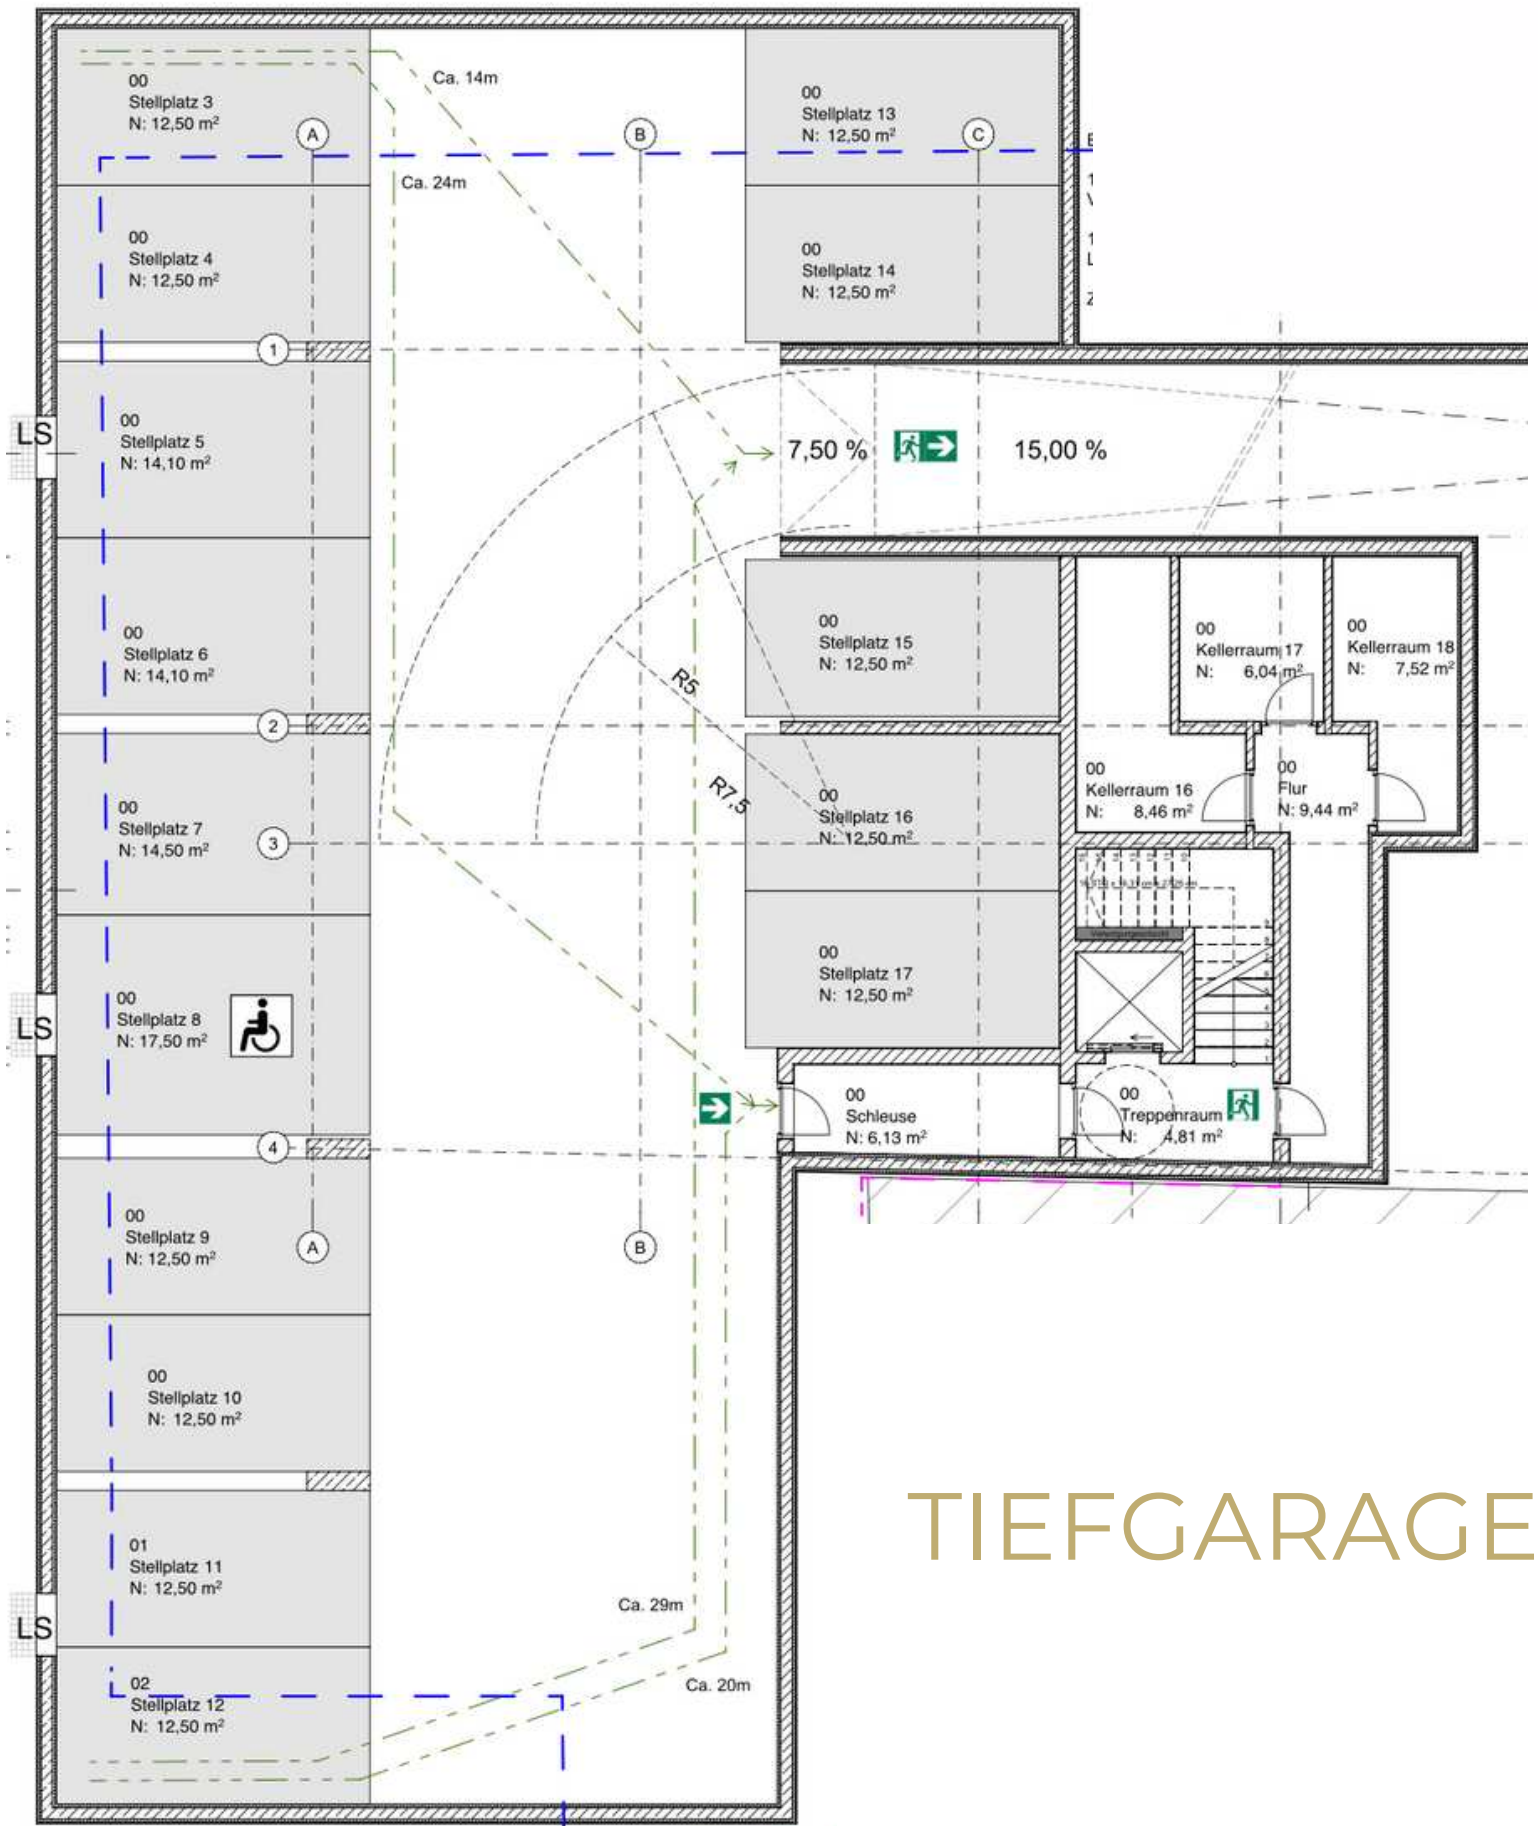 00
Stellplatz 3
N: 12,50 m²
Ca. 14m
00
Stellplatz 13
N: 12,50 m²
A
B
C
Ca. 24m
00
Stellplatz 4
N: 12,50 m²
00
Stellplatz 14
N: 12,50 m²
1
LS
00
Stellplatz 5
N: 14,10 m²
7,50 %
15,00 %
00
Stellplatz 6
N: 14,10 m²
00
Stellplatz 15
N: 12,50 m²
00
Kellerraum 17
N: 6,04 m²
00
Kellerraum 18
N: 7,52 m²
R5
2
R7,5
00
Stellplatz 7
N: 14,50 m²
3
00
Stellplatz 16
N: 12,50 m²
00
Kellerraum 16
N: 8,46 m²
00
Flur
N: 9,44 m²
LS
00
Stellplatz 8
N: 17,50 m²
00
Stellplatz 17
N: 12,50 m²
4
00
Schleuse
N: 6,13 m²
00
Treppenraum
N: 4,81 m²
00
Stellplatz 9
N: 12,50 m²
A
B
00
Stellplatz 10
N: 12,50 m²
TIEFGARAGE
01
Stellplatz 11
N: 12,50 m²
LS
Ca. 29m
02
Stellplatz 12
N: 12,50 m²
Ca. 20m